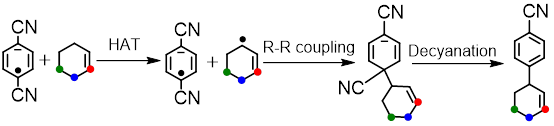 CN
CN
+
HAT
CN
CN
+
R-R coupling
CN
NC
Decyanation
CN